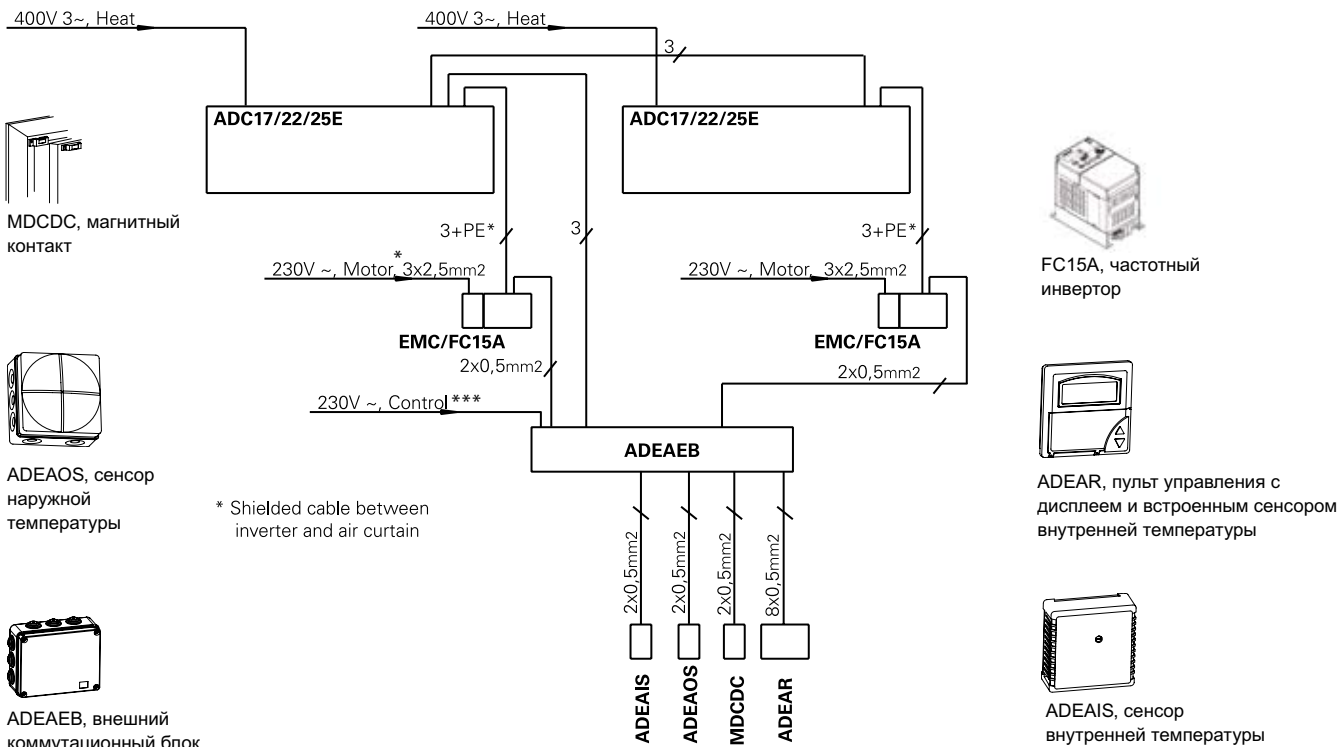 400V 3~, Heat
400V 3~, Heat
3
ADC17/22/25E
ADC17/22/25E
MDCDC, магнитный
контакт
3+PE*
3
3+PE*
*
230V ~, Motor, 3x2,5mm2
230V ~, Motor, 3x2,5mm2
FC15A, частотный
инвертор
EMC/FC15A
EMC/FC15A
2x0,5mm2
2x0,5mm2
230V ~, Control ***
ADEAEB
ADEAOS, сенсор
наружной
температуры
* Shielded cable between
inverter and air curtain
ADEAR, пульт управления с
дисплеем и встроенным сенсором
внутренней температуры
2x0,5mm2
2x0,5mm2
2x0,5mm2
8x0,5mm2
ADEAIS
ADEAOS
MDCDC
ADEAR
ADEAEB, внешний
коммутационный блок
ADEAIS, сенсор
внутренней температуры